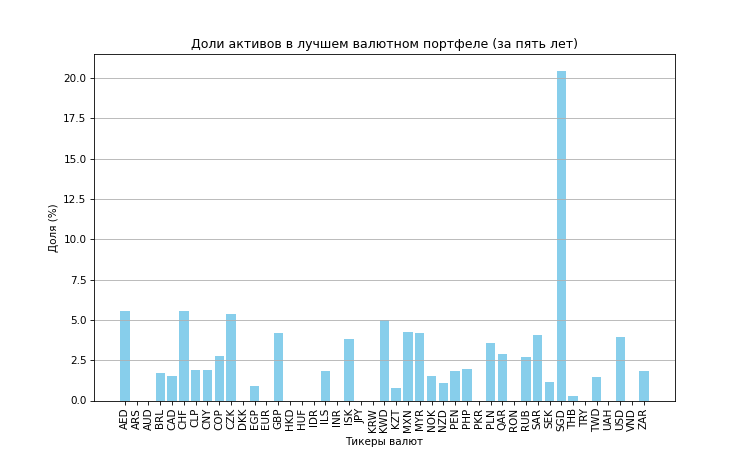 Доли активов в лучшем валютном портфеле (за пять лет)
20.0
17.5
15.0
12.5
10.0
7.5
5.0
2.5
0.0
Доля (%)
AED
ARS
AUD
BRL
CAD
CHF
CLP
CNY
COP
CZK
DKK
EGP
EUR
GBP
HKD
HUF
IDR
ILS
INR
ISK
JPY
KRW
KWD
KZT
MXN
MYR
NOK
NZD
PEN
PHP
PKR
PLN
QAR
RON
RUB
SAR
SEK
SGD
THB
TRY
TWD
UAH
USD
VND
ZAR
Тикеры валют